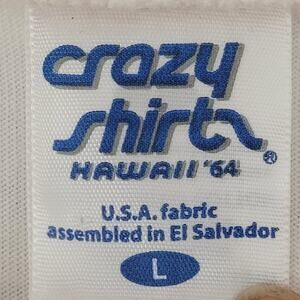 crazy
shirts®
HAWAII '64
U.S.A. fabric
assembled in El Salvador
L